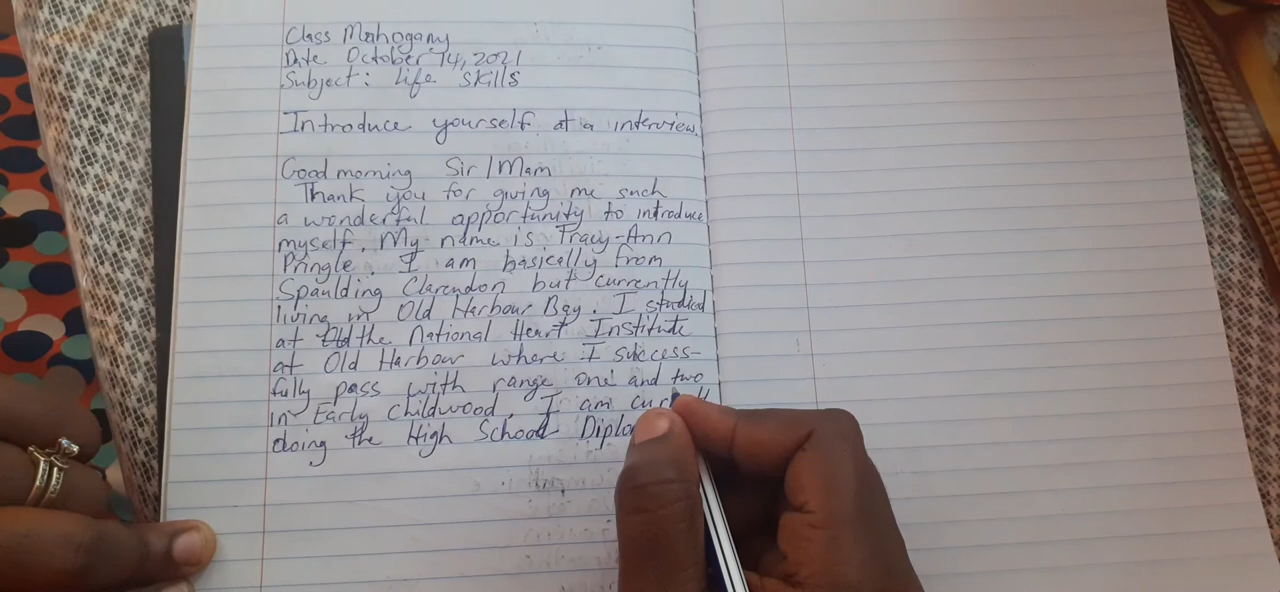 Class Mahogany
Date October 14, 2021
Subject: Life Skills
Introduce yourself at a interview.
Good morning Sir/Mam
Thank you for giving me such
a wonderful opportunity to introduce
myself. My name is Tracy-Ann
Pringle. I am basically from
Spaulding Clarendon but currently
living in Old Harbour Bay. I studied
at the National Heart Institute
at Old Harbour where I success-
fully pass with range one and two
in Early Childwood. I am
doing the High School